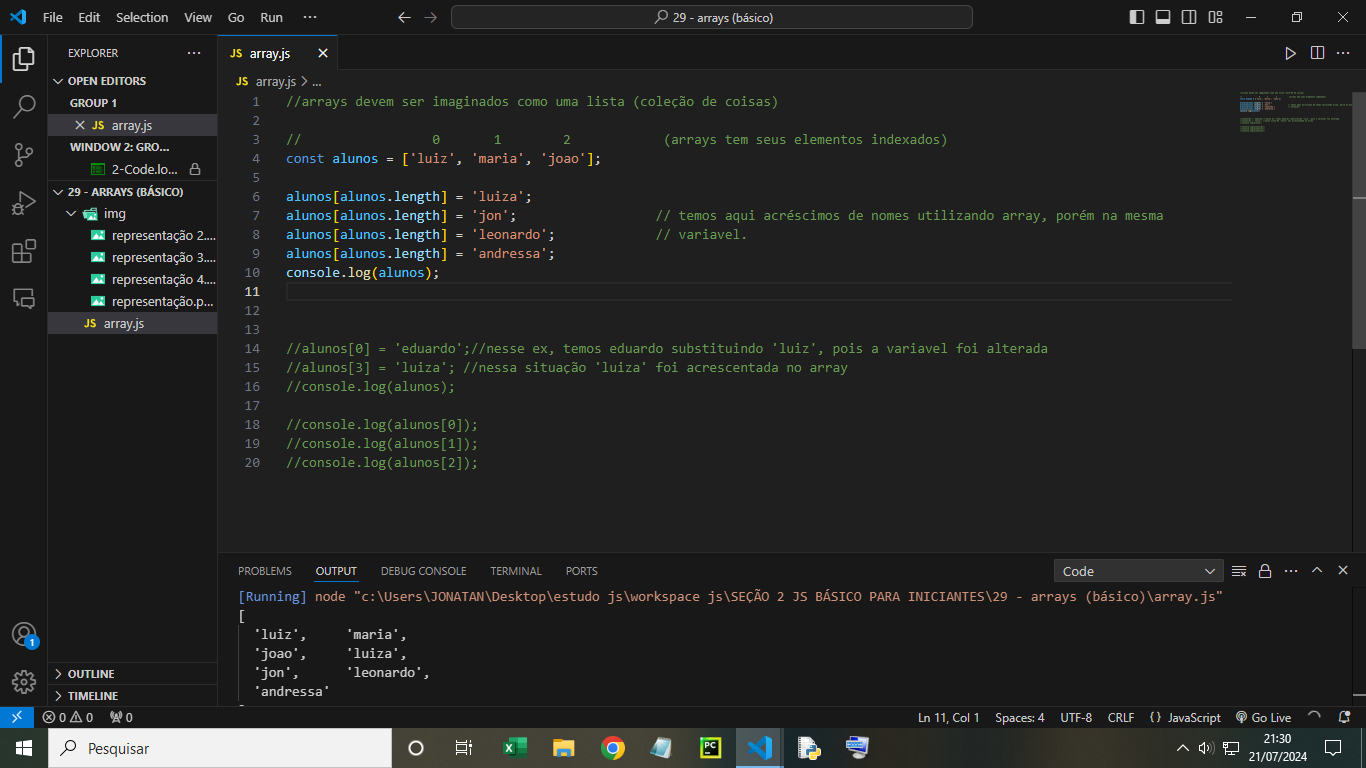 File Edit Selection View Go Run ···
29 - arrays (básico)
EXPLORER ···
OPEN EDITORS
GROUP 1
JS array.js
WINDOW 2: GRO...
2-Code.lo...
29 - ARRAYS (BÁSICO)
img
representação 2....
representação 3....
representação 4....
representação.p...
JS array.js
OUTLINE
TIMELINE
JS array.js
JS array.js > ...
1 //arrays devem ser imaginados como uma lista (coleção de coisas)
2
3 // 0 1 2 (arrays tem seus elementos indexados)
4 const alunos = ['luiz', 'maria', 'joao'];
5
6 alunos[alunos.length] = 'luiza';
7 alunos[alunos.length] = 'jon'; // temos aqui acréscimos de nomes utilizando array, porém na mesma
8 alunos[alunos.length] = 'leonardo'; // variavel.
9 alunos[alunos.length] = 'andressa';
10 console.log(alunos);
11
12
13
14 //alunos[0] = 'eduardo';//nesse ex, temos eduardo substituindo 'luiz', pois a variavel foi alterada
15 //alunos[3] = 'luiza'; //nessa situação 'luiza' foi acrescentada no array
16 //console.log(alunos);
17
18 //console.log(alunos[0]);
19 //console.log(alunos[1]);
20 //console.log(alunos[2]);
PROBLEMS OUTPUT DEBUG CONSOLE TERMINAL PORTS
Code
[Running] node "c:\Users\JONATAN\Desktop\estudo js\workspace js\SEÇÃO 2 JS BÁSICO PARA INICIANTES\29 - arrays (básico)\array.js"
[
'luiz', 'maria',
'joao', 'luiza',
'jon', 'leonardo',
'andressa'
1
0 0 0
Ln 11, Col 1 Spaces: 4 UTF-8 CRLF {} JavaScript Go Live
Pesquisar
PC
21:30
21/07/2024